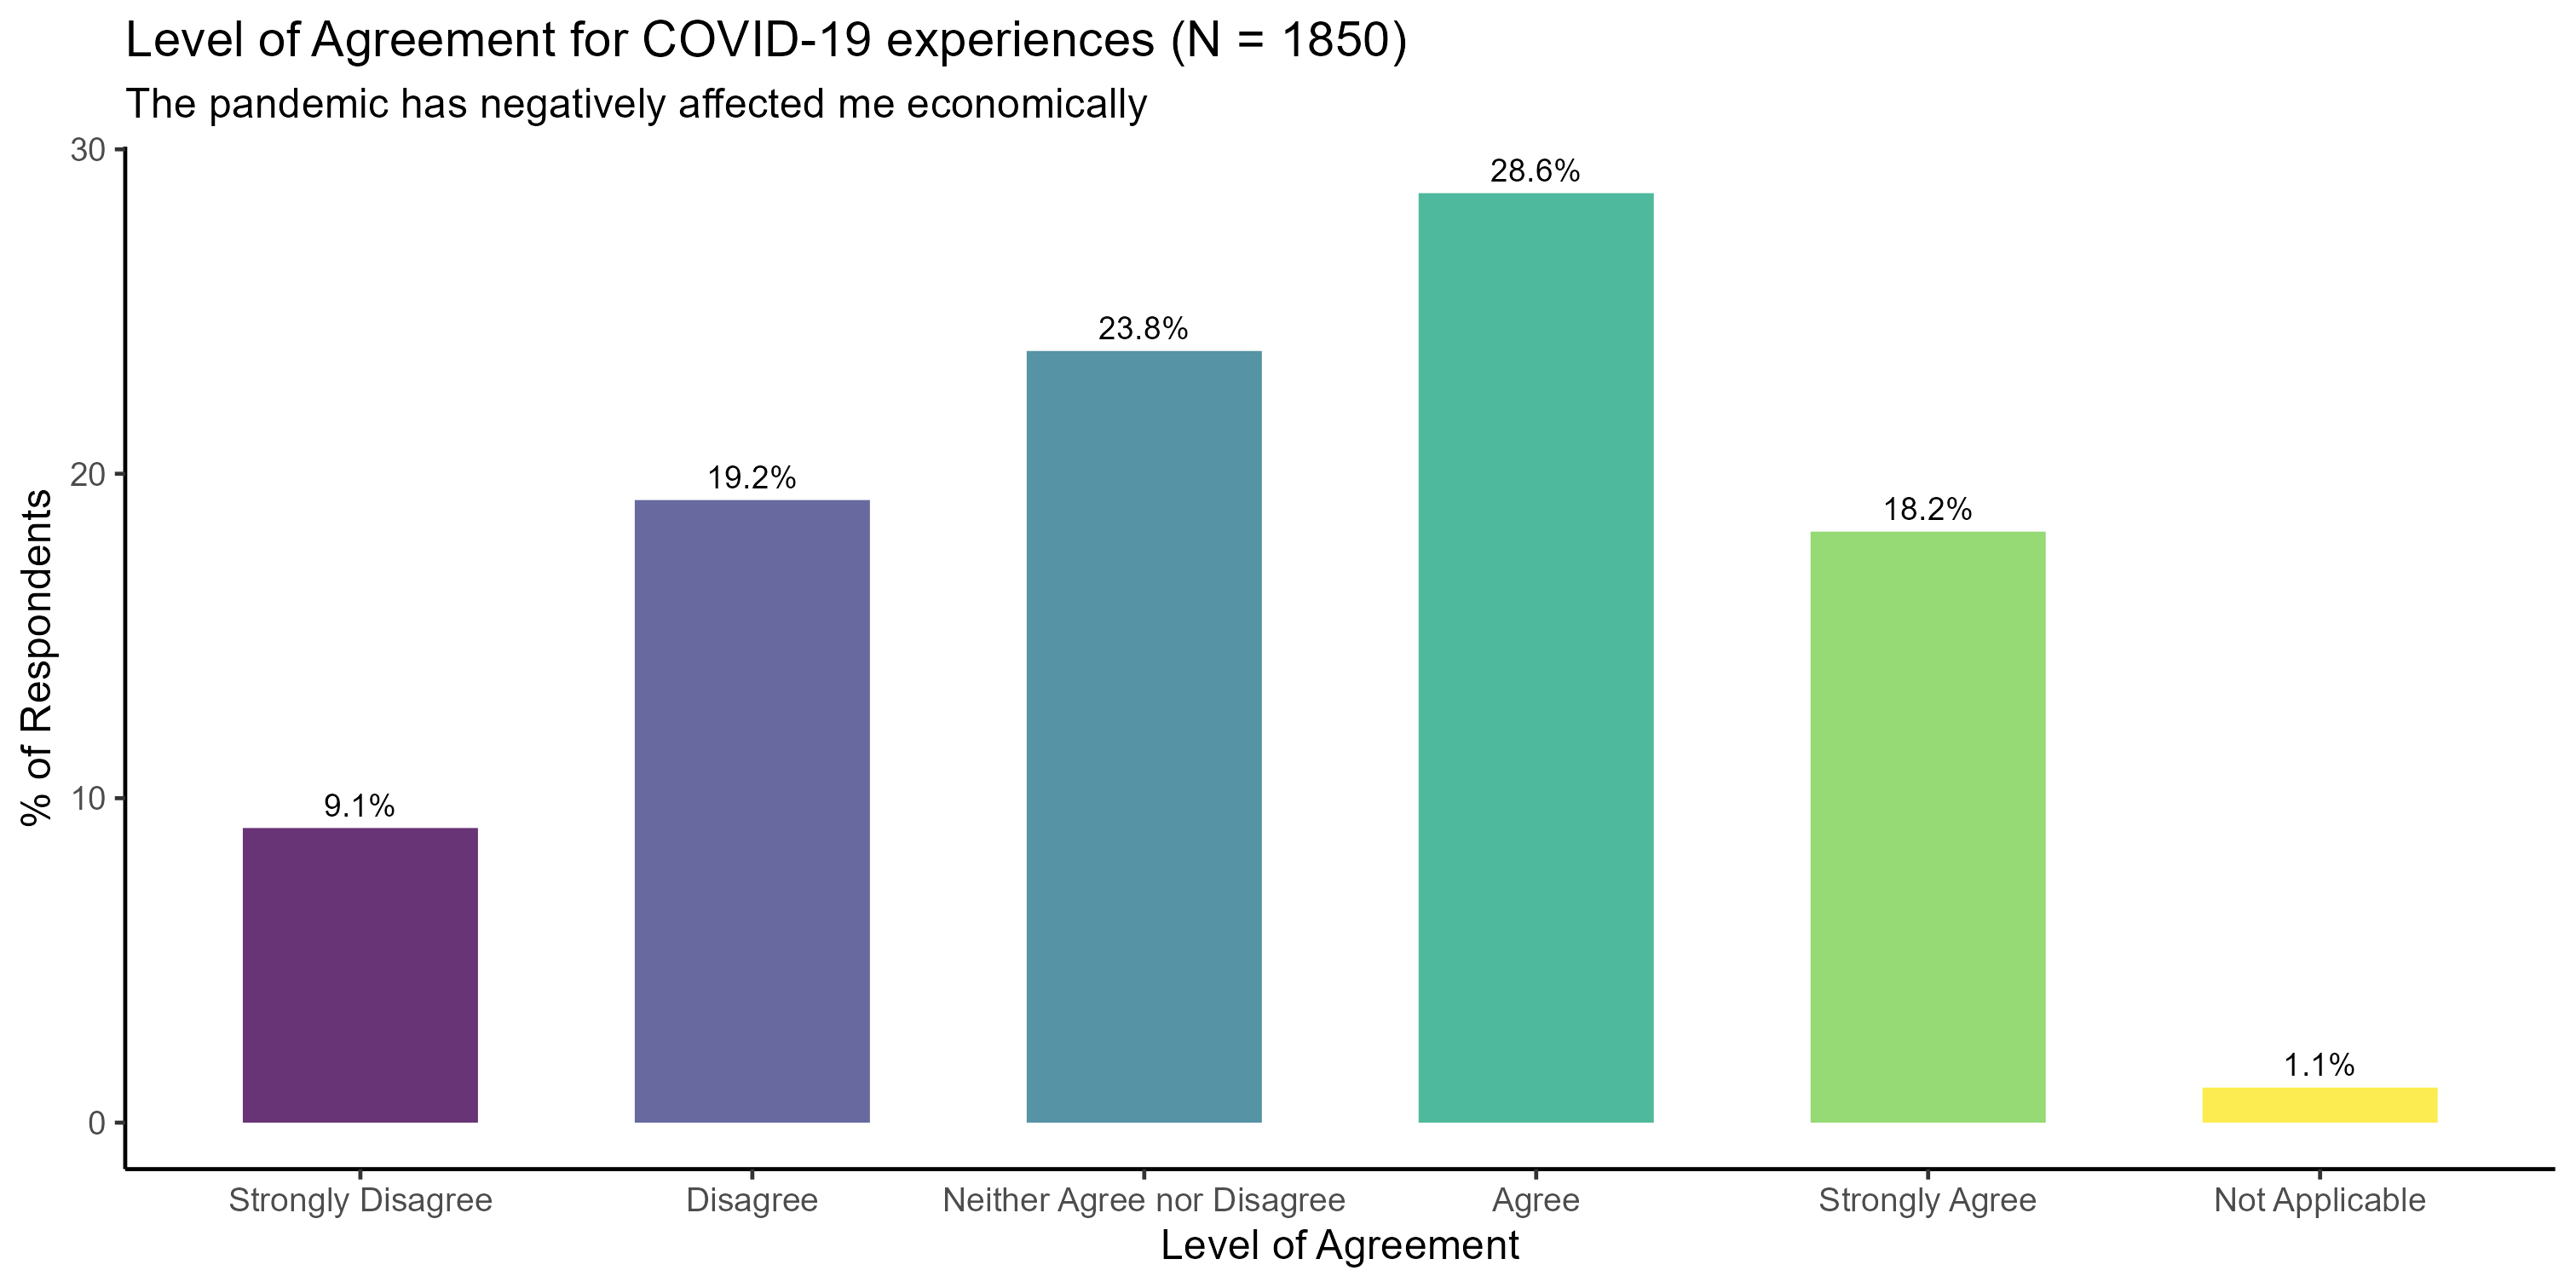 Level of Agreement for COVID-19 experiences (N = 1850)
The pandemic has negatively affected me economically
30
20
10
0
% of Respondents
9.1%
19.2%
23.8%
28.6%
18.2%
1.1%
Strongly Disagree
Disagree
Neither Agree nor Disagree
Agree
Strongly Agree
Not Applicable
Level of Agreement